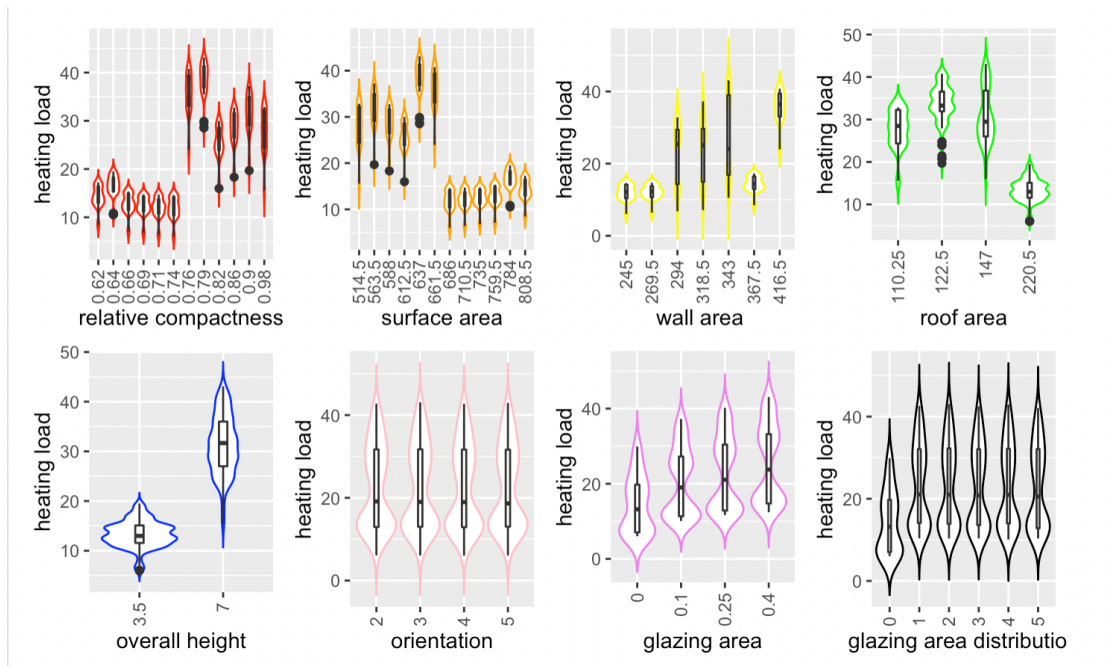 heating load
40
30
20
10
0.62 0.64 0.66 0.69 0.71 0.74 0.76 0.79 0.82 0.86 0.9 0.98
relative compactness
heating load
40
30
20
10
514.5 563.5 588 612.5 637 661.5 686 710.5 735 759.5 784 808.5
surface area
heating load
40
20
0
245 269.5 294 318.5 343 367.5 416.5
wall area
heating load
50
40
30
20
10
110.25 122.5 147 220.5
roof area
heating load
50
40
30
20
10
3.5 7
overall height
heating load
40
20
0
2 3 4 5
orientation
heating load
40
20
0
0 0.1 0.25 0.4
glazing area
heating load
40
20
0
0 1 2 3 4 5
glazing area distributio